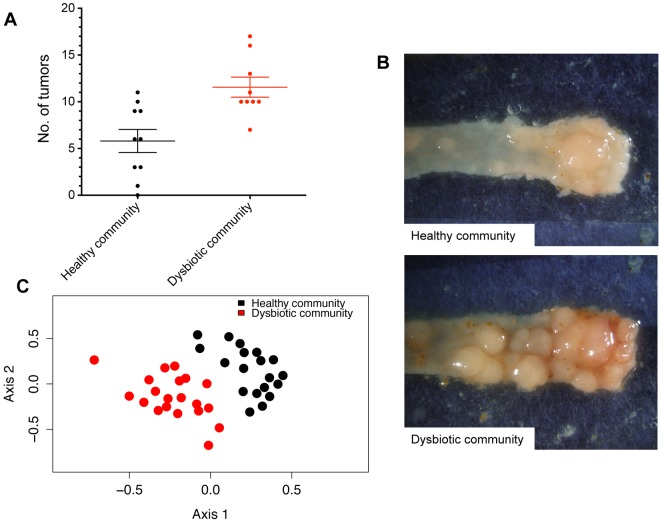 A
20
15
10
5
0
No. of tumors
Healthy community
Dysbiotic community
B
Healthy community
Dysbiotic community
C
Healthy community
Dysbiotic community
0.5
0.0
−0.5
Axis 2
−0.5
0.0
0.5
Axis 1